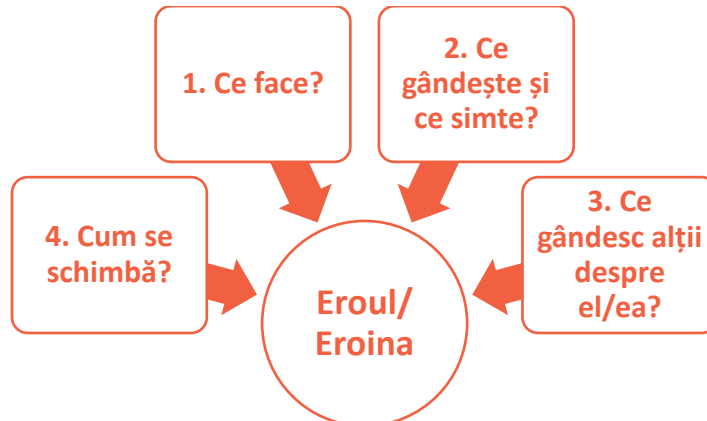 1. Ce face?
2. Ce
gândește și
ce simte?
3. Ce
gândesc alții
despre
el/ea?
4. Cum se
schimbă?
Eroul/
Eroina